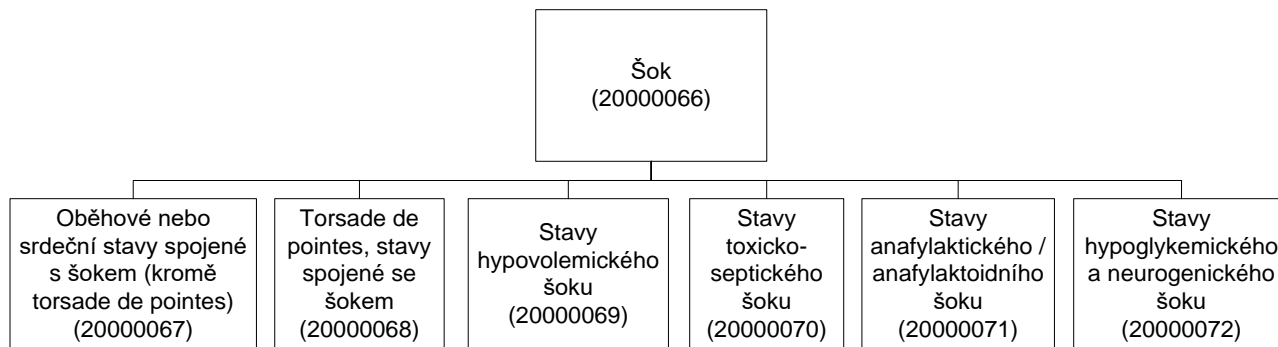 Šok
(20000066)
Oběhové nebo
srdeční stavy spojené
s šokem (kromě
torsade de pointes)
(20000067)
Torsade de
pointes, stavy
spojené se
šokem
(20000068)
Stavy
hypovolemického
šoku
(20000069)
Stavy
toxicko-
septického
šoku
(20000070)
Stavy
anafylaktického /
anafylaktoidního
šoku
(20000071)
Stavy
hypoglykemického
a neurogenického
šoku
(20000072)